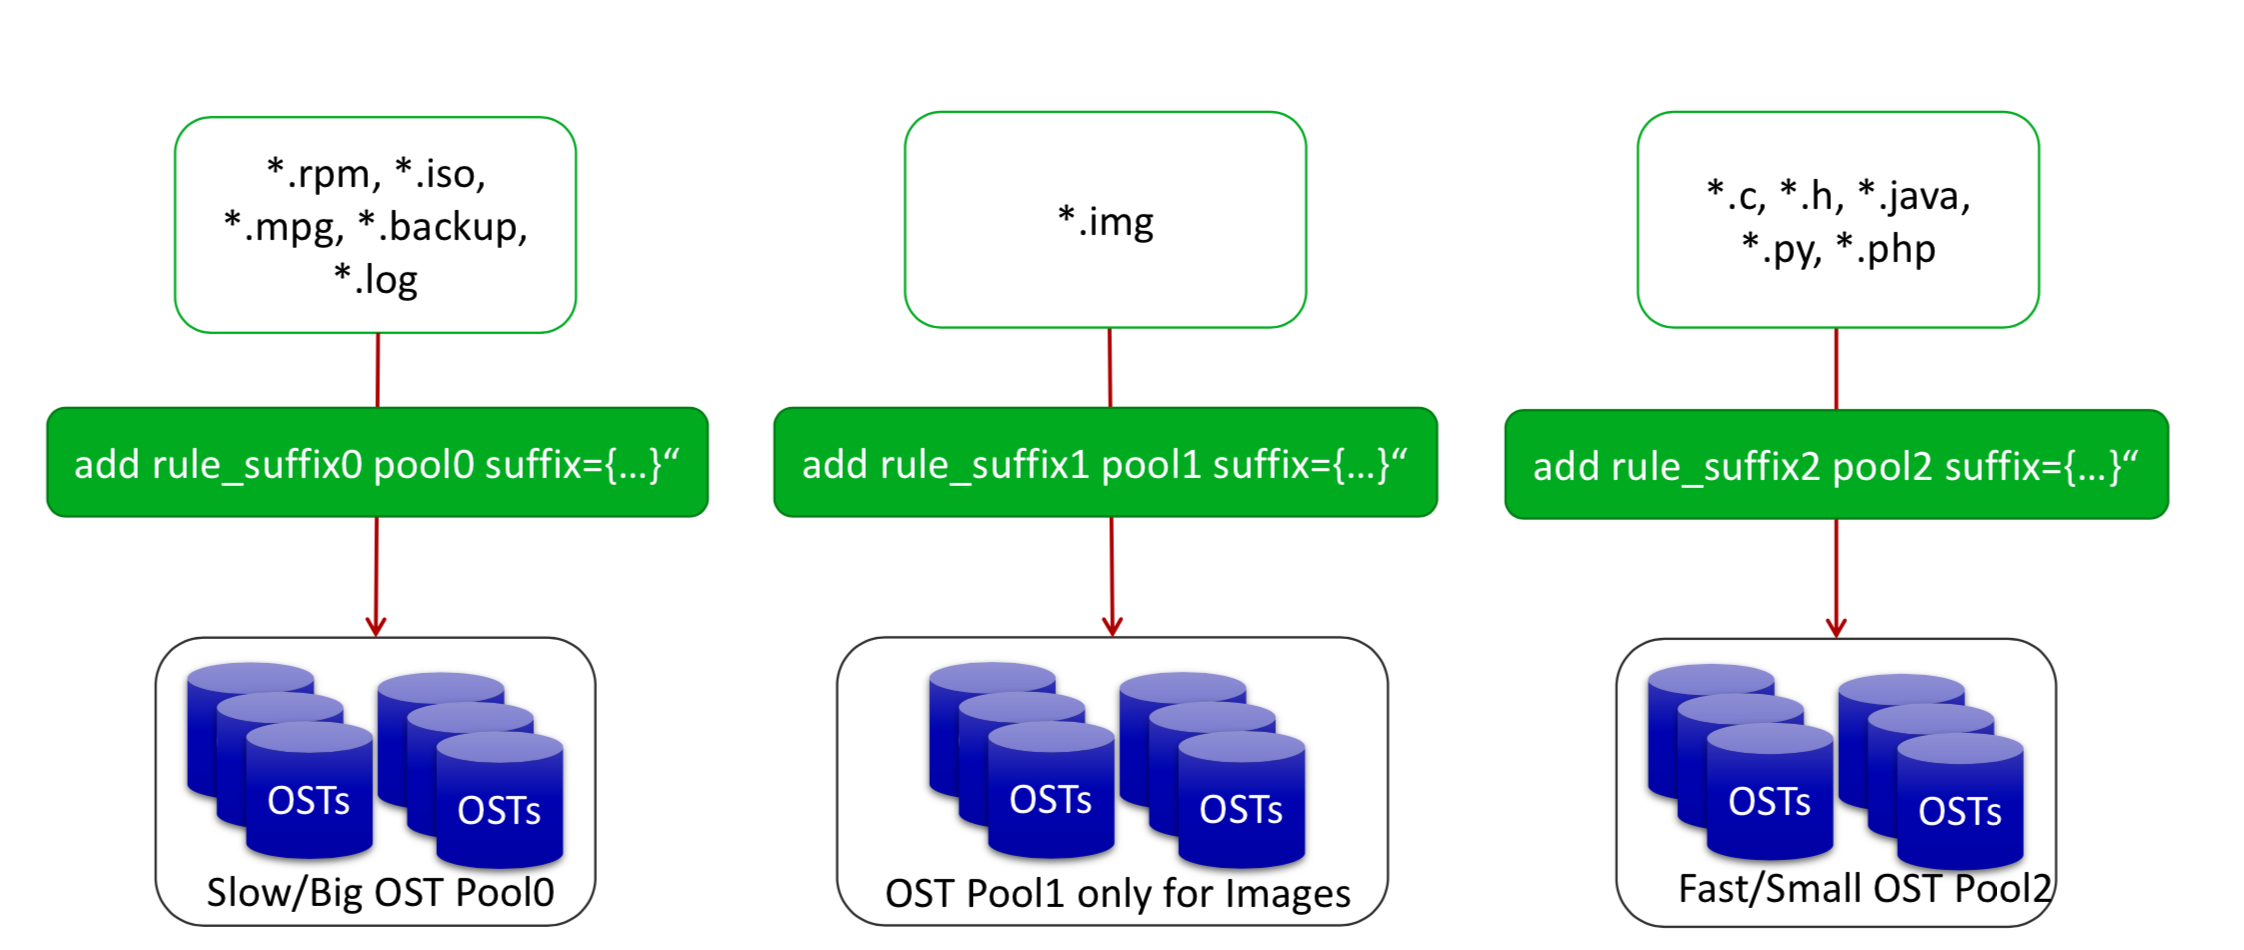 *.rpm, *.iso,
*.mpg, *.backup,
*.log
*.img
*.c, *.h, *.java,
*.py, *.php
add rule_suffix0 pool0 suffix={...}“
add rule_suffix1 pool1 suffix={...}“
add rule_suffix2 pool2 suffix={...}“
OSTs
OSTs
Slow/Big OST Pool0
OSTs
OSTs
OST Pool1 only for Images
OSTs
OSTs
Fast/Small OST Pool2